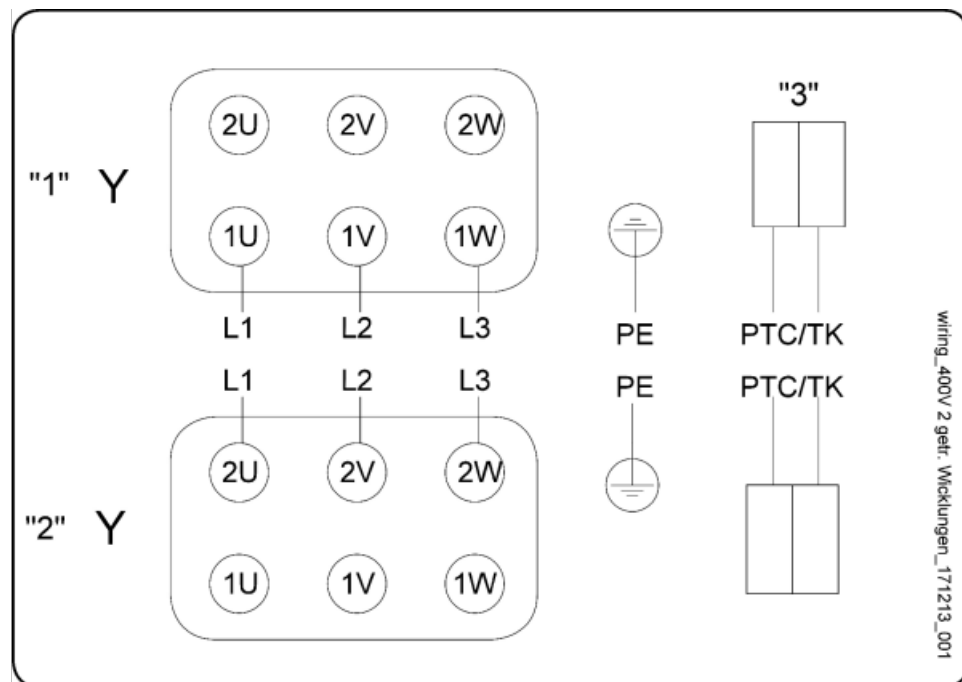 "3"
2U 2V 2W
"1" Y
1U 1V 1W
L1 L2 L3 PE PTC/TK
L1 L2 L3 PE PTC/TK
2U 2V 2W
"2" Y
1U 1V 1W
wiring_400V 2 getr. Wicklungen_171213_001